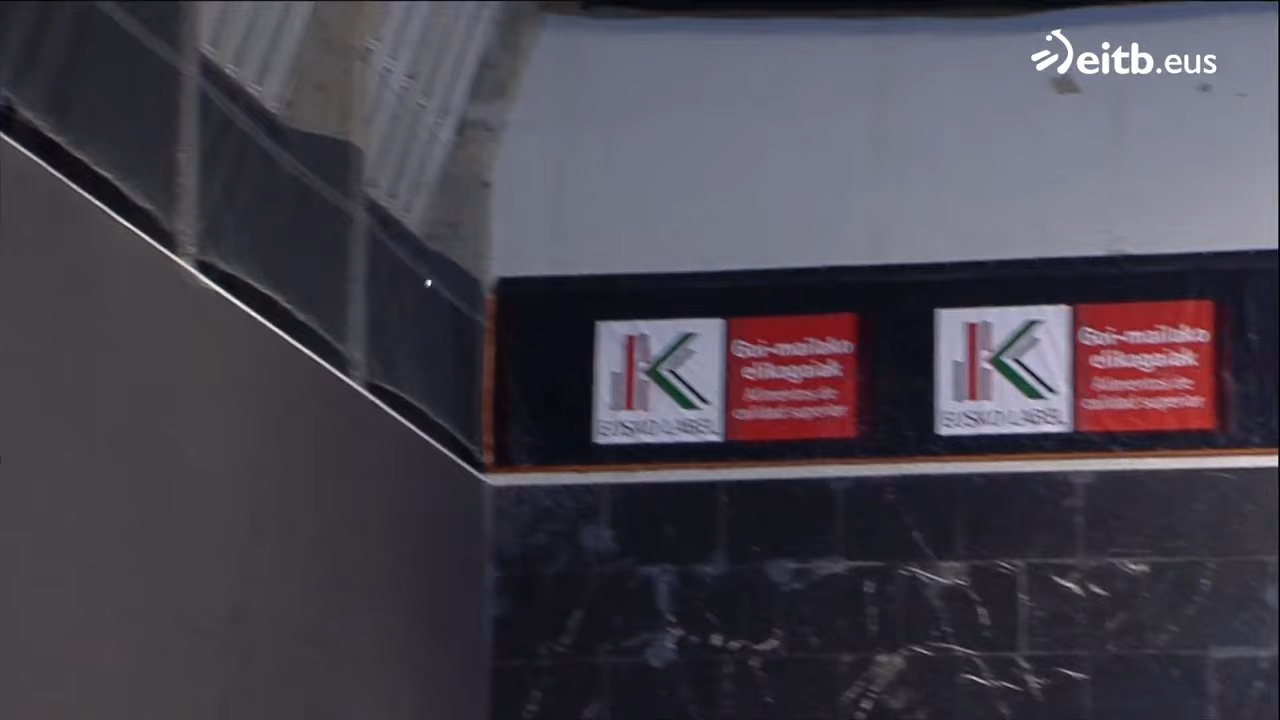 eitb.eus
EUSKO LABEL
Goi-mailako
elikagaiak
Alimentos de
calidad superior
EUSKO LABEL
Goi-mailako
elikagaiak
Alimentos de
calidad superior